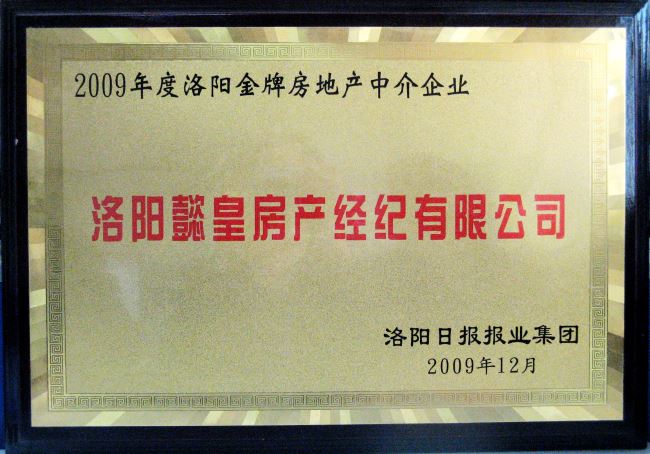 2009年度洛阳金牌房地产中介企业
洛阳懿皇房产经纪有限公司
洛阳日报报业集团
2009年12月